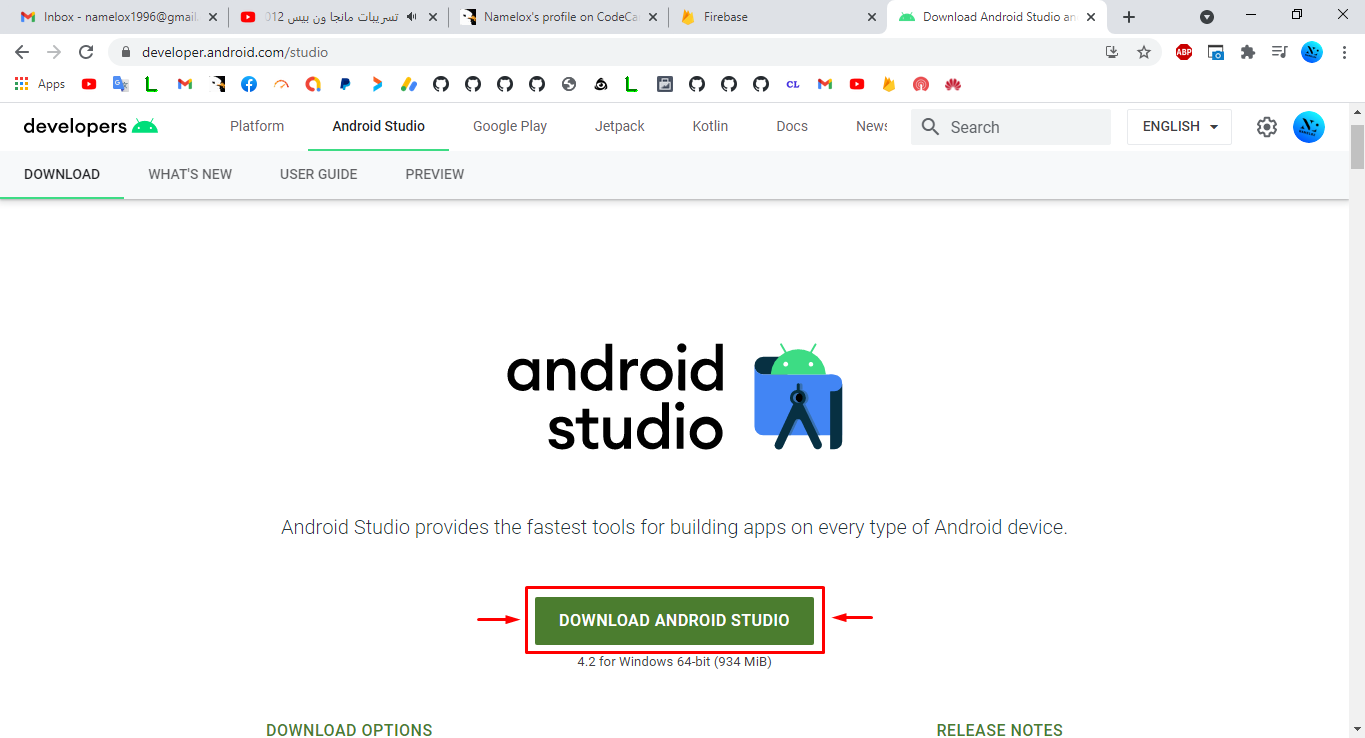 Inbox - namelox1996@gmail.
تسريبات مانجا ون بيس 012
Namelox's profile on CodeCa
Firebase
Download Android Studio an
developer.android.com/studio
ABP
Apps
CL
developers
Platform
Android Studio
Google Play
Jetpack
Kotlin
Docs
News
Search
ENGLISH
DOWNLOAD
WHAT'S NEW
USER GUIDE
PREVIEW
android
studio
Android Studio provides the fastest tools for building apps on every type of Android device.
DOWNLOAD ANDROID STUDIO
4.2 for Windows 64-bit (934 MiB)
DOWNLOAD OPTIONS
RELEASE NOTES